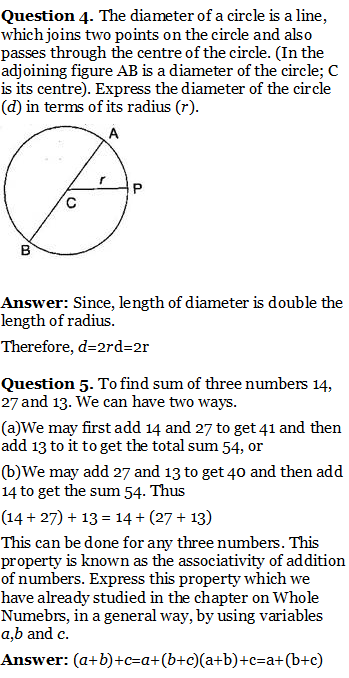 Question 4. The diameter of a circle is a line,
which joins two points on the circle and also
passes through the centre of the circle. (In the
adjoining figure AB is a diameter of the circle; C
is its centre). Express the diameter of the circle
(d) in terms of its radius (r).
A
r
P
C
B
Answer: Since, length of diameter is double the
length of radius.
Therefore, d=2rd=2r
Question 5. To find sum of three numbers 14,
27 and 13. We can have two ways.
(a)We may first add 14 and 27 to get 41 and then
add 13 to it to get the total sum 54, or
(b)We may add 27 and 13 to get 40 and then add
14 to get the sum 54. Thus
(14 + 27) + 13 = 14 + (27 + 13)
This can be done for any three numbers. This
property is known as the associativity of addition
of numbers. Express this property which we
have already studied in the chapter on Whole
Numebrs, in a general way, by using variables
a,b and c.
Answer: (a+b)+c=a+(b+c)(a+b)+c=a+(b+c)